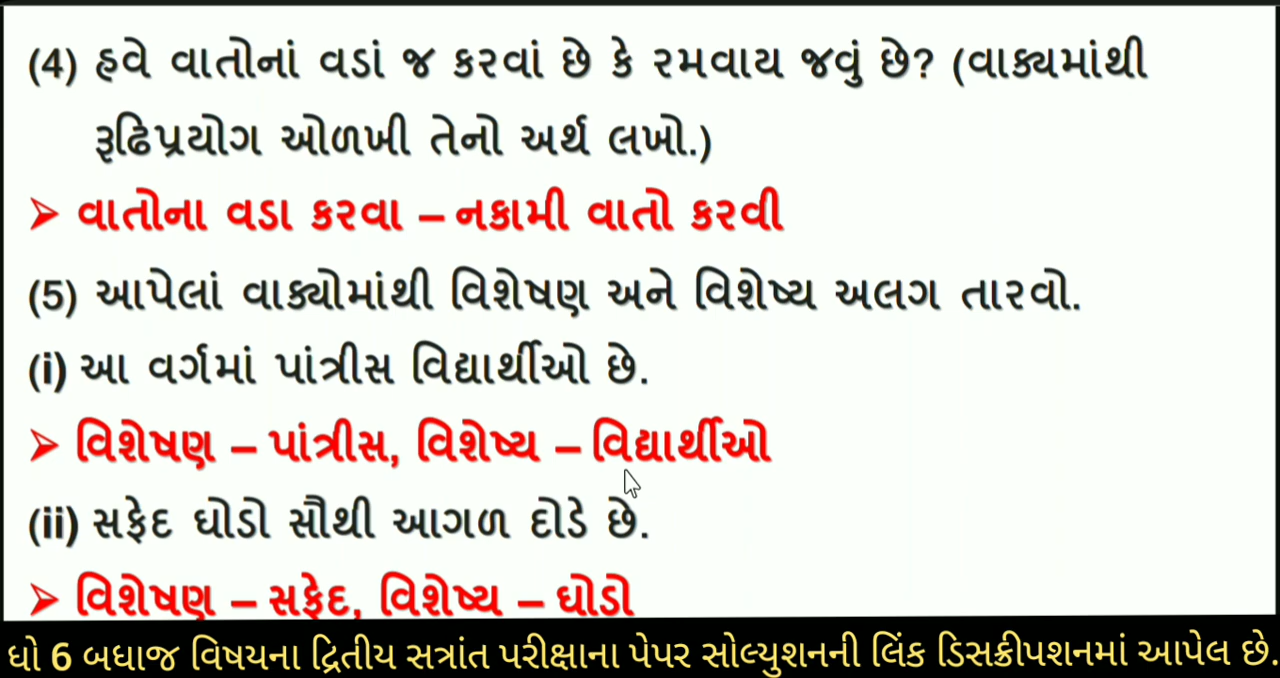 (4) હવે વાતોનાં વડાં જ કરવાં છે કે રમવાય જવું છે? (વાક્યમાંથી
રૂઢિપ્રયોગ ઓળખી તેનો અર્થ લખો.)
➢ વાતોના વડા કરવા – નકામી વાતો કરવી
(5) આપેલાં વાક્યોમાંથી વિશેષણ અને વિશેષ્ય અલગ તારવો.
(i) આ વર્ગમાં પાંત્રીસ વિદ્યાર્થીઓ છે.
➢ વિશેષણ – પાંત્રીસ, વિશેષ્ય – વિદ્યાર્થીઓ
(ii) સફેદ ઘોડો સૌથી આગળ દોડે છે.
➢ વિશેષણ – સફેદ, વિશેષ્ય – ઘોડો
ધો 6 બધાજ વિષયના દ્રિતીય સત્રાંત પરીક્ષાના પેપર સોલ્યુશનની લિંક ડિસક્રીપશનમાં આપેલ છે.